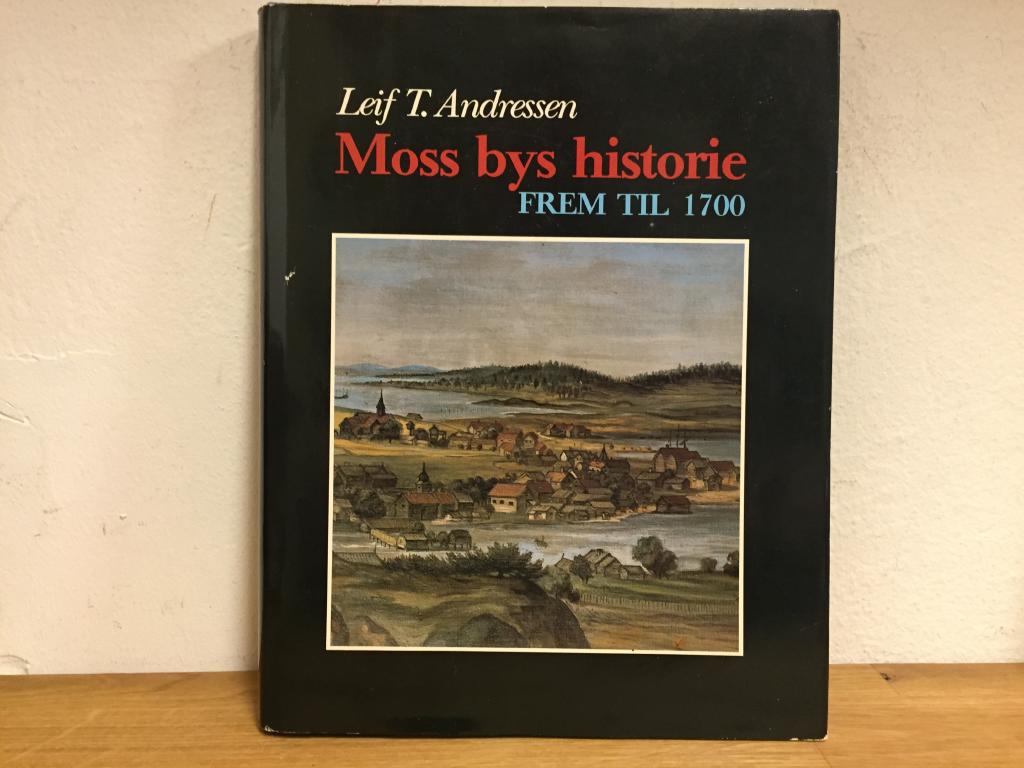 Leif T. Andressen
Moss bys historie
FREM TIL 1700